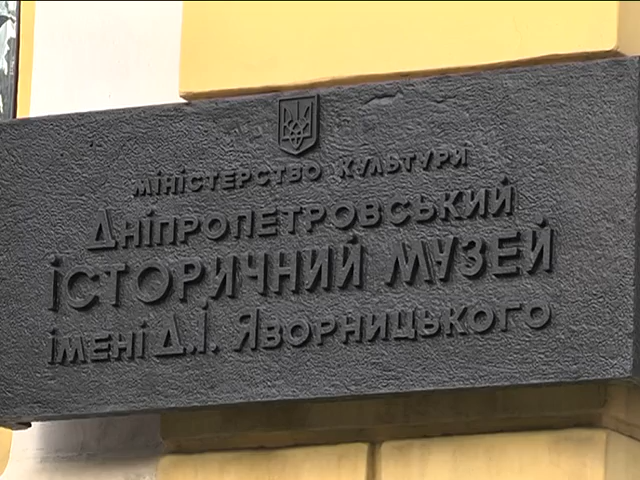 Міністерство культури
Дніпропетровський
історичний музей
імені Д.І. Яворницького